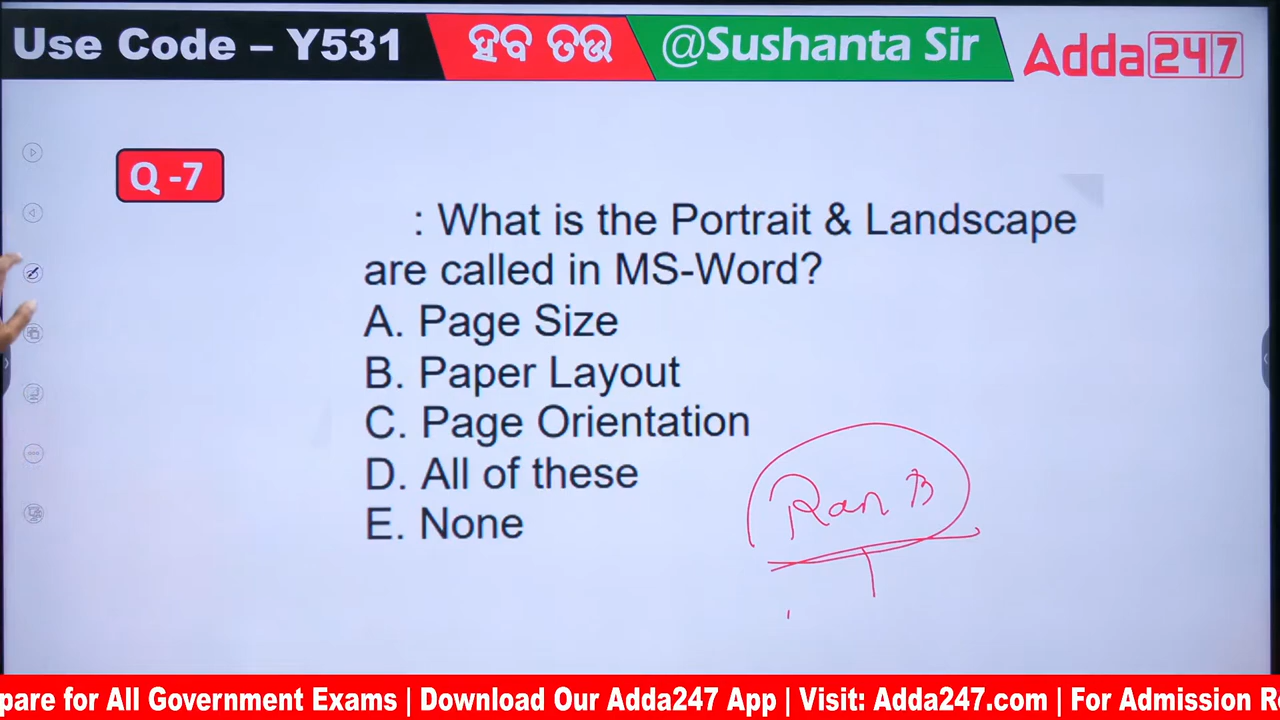 Use Code – Y531
ହବ ତଉ
@Sushanta Sir
Adda247
Q -7
: What is the Portrait & Landscape
are called in MS-Word?
A. Page Size
B. Paper Layout
C. Page Orientation
D. All of these
E. None
Ran B
pare for All Government Exams | Download Our Adda247 App | Visit: Adda247.com | For Admission R